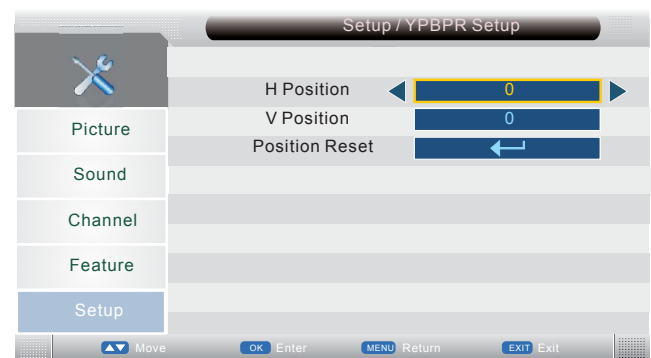 Setup / YPBPR Setup
H Position 0
V Position 0
Position Reset
Picture
Sound
Channel
Feature
Setup
Move OK Enter MENU Return EXIT Exit